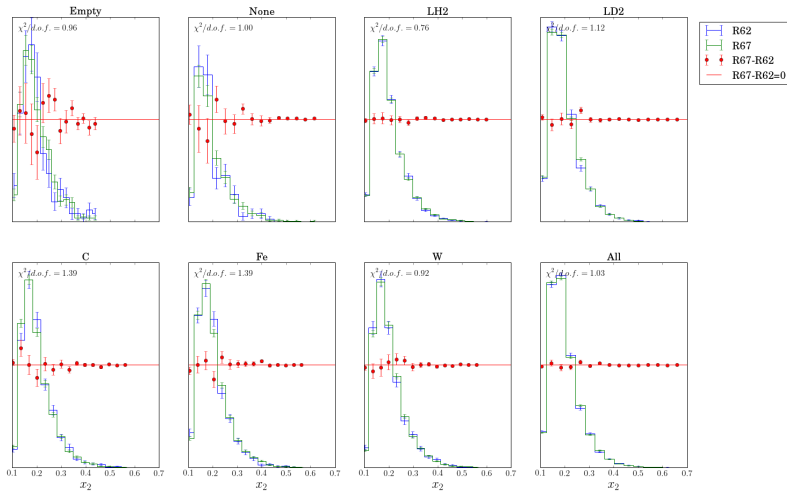 Empty
None
LH2
LD2
χ²/d.o.f. = 0.96
χ²/d.o.f. = 1.00
χ²/d.o.f. = 0.76
χ²/d.o.f. = 1.12
R62
R67
R67-R62
R67-R62=0
C
Fe
W
All
χ²/d.o.f. = 1.39
χ²/d.o.f. = 1.39
χ²/d.o.f. = 0.92
χ²/d.o.f. = 1.03
0.1 0.2 0.3 0.4 0.5 0.6 0.7
0.1 0.2 0.3 0.4 0.5 0.6 0.7
0.1 0.2 0.3 0.4 0.5 0.6 0.7
0.1 0.2 0.3 0.4 0.5 0.6 0.7
x₂
x₂
x₂
x₂